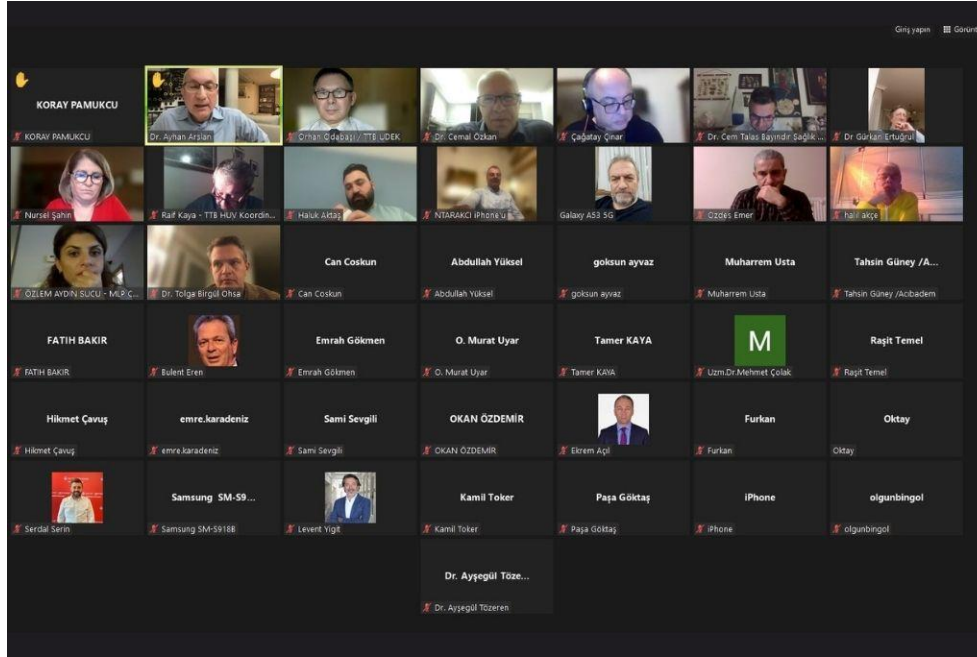 Giriş yapın
Görünt
KORAY PAMUKCU
KORAY PAMUKCU
Dr. Ayhan Arslan
Orhan Odabaşı / TTB UDEK
Dr. Cemal Özkan
Çağatay Çınar
Dr. Cem Talas Bayındır Sağlık ...
Dr Gürkan Ertuğrul
Nursel Şahin
Raif Kaya - TTB HUV Koordin...
Haluk Aktaş
NTARAKCI iPhone'u
Galaxy A53 5G
Özdeş Emer
halil akçe
ÖZLEM AYDIN SUCU - MLP Ç...
Dr. Tolga Birgül Ohsa
Can Coskun
Can Coskun
Abdullah Yüksel
Abdullah Yüksel
goksun ayvaz
goksun ayvaz
Muharrem Usta
Muharrem Usta
Tahsin Güney /A...
Tahsin Güney /Acıbadem
FATIH BAKIR
FATIH BAKIR
Bulent Eren
Emrah Gökmen
Emrah Gökmen
O. Murat Uyar
O. Murat Uyar
Tamer KAYA
Tamer KAYA
M
Uzm.Dr.Mehmet Çolak
Raşit Temel
Raşit Temel
Hikmet Çavuş
Hikmet Çavuş
emre.karadeniz
emre.karadeniz
Sami Sevgili
Sami Sevgili
OKAN ÖZDEMİR
OKAN ÖZDEMİR
Ekrem Açıl
Furkan
Furkan
Oktay
Oktay
Serdal Serin
Samsung SM-S9...
Samsung SM-S918B
Levent Yigit
Kamil Toker
Kamil Toker
Paşa Göktaş
Paşa Göktaş
iPhone
iPhone
olgunbingol
olgunbingol
Dr. Ayşegül Töze...
Dr. Ayşegül Tözeren